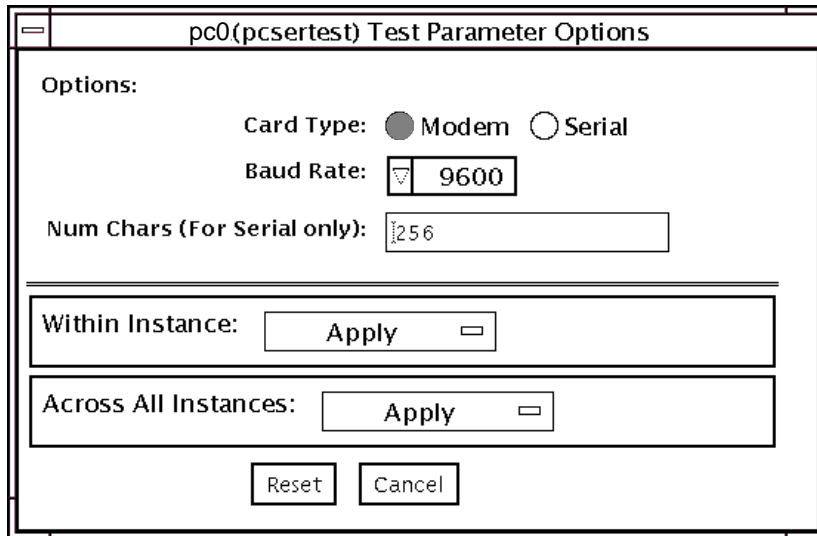 pc0(pcsertest) Test Parameter Options
Options:
Card Type: Modem Serial
Baud Rate: 9600
Num Chars (For Serial only): 256
Within Instance: Apply
Across All Instances: Apply
Reset Cancel